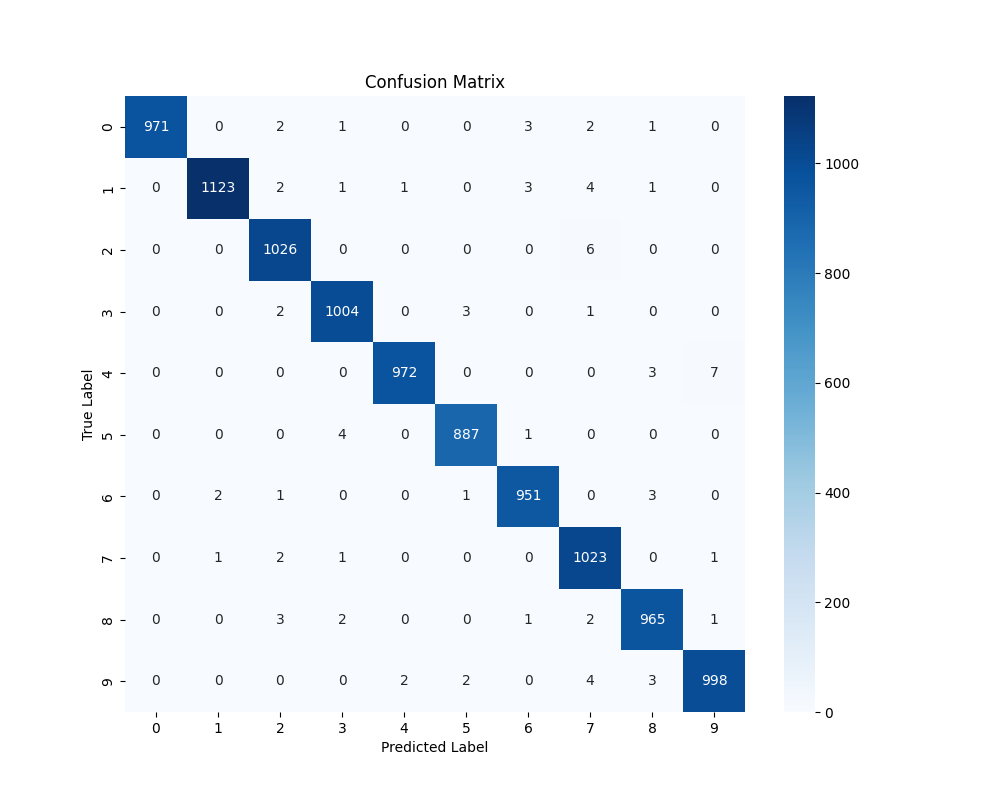 Confusion Matrix
0 971 0 2 1 0 0 3 2 1 0
1 0 1123 2 1 1 0 3 4 1 0
2 0 0 1026 0 0 0 0 6 0 0
3 0 0 2 1004 0 3 0 1 0 0
4 0 0 0 0 972 0 0 0 3 7
5 0 0 0 4 0 887 1 0 0 0
6 0 2 1 0 0 1 951 0 3 0
7 0 1 2 1 0 0 0 1023 0 1
8 0 0 3 2 0 0 1 2 965 1
9 0 0 0 0 2 2 0 4 3 998
0 1 2 3 4 5 6 7 8 9
Predicted Label
True Label
1000
800
600
400
200
0